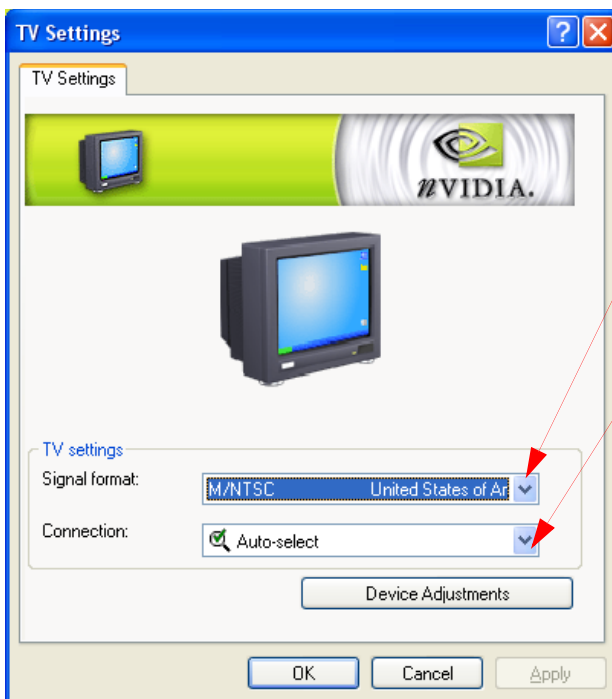 TV Settings
TV Settings
nVIDIA.
TV settings
Signal format:
M/NTSC United States of Ar
Connection:
Auto-select
Device Adjustments
OK Cancel Apply